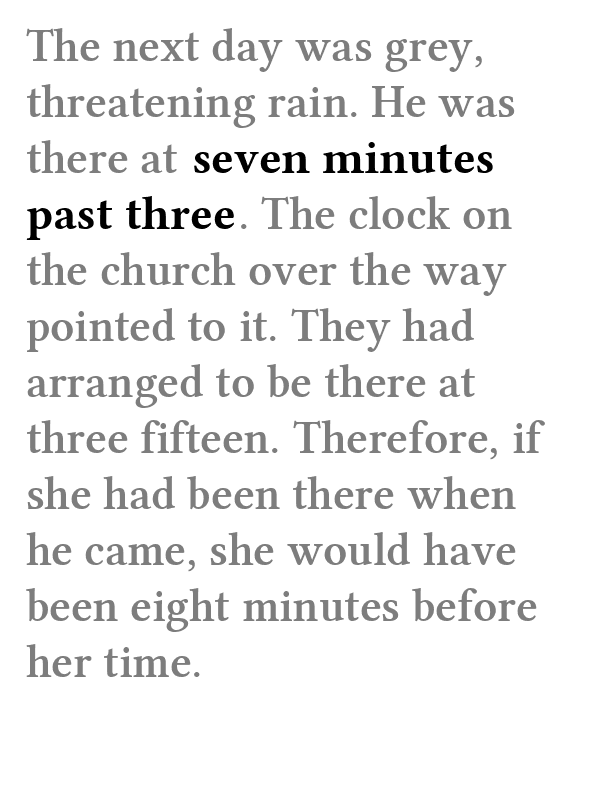 The next day was grey,
threatening rain. He was
there at seven minutes
past three. The clock on
the church over the way
pointed to it. They had
arranged to be there at
three fifteen. Therefore, if
she had been there when
he came, she would have
been eight minutes before
her time.